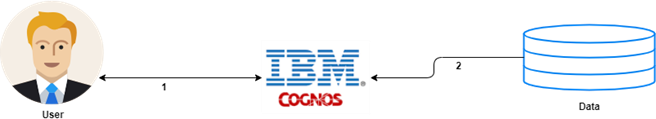 User
1
IBM®
COGNOS
2
Data